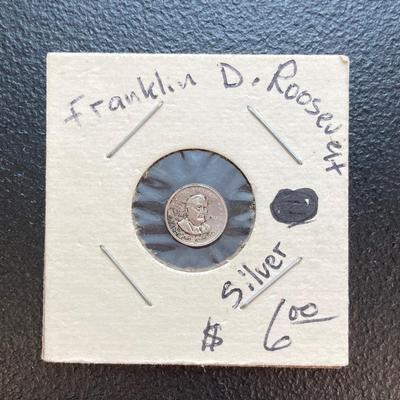 Franklin D. Roosevelt
Silver
$ 6.00